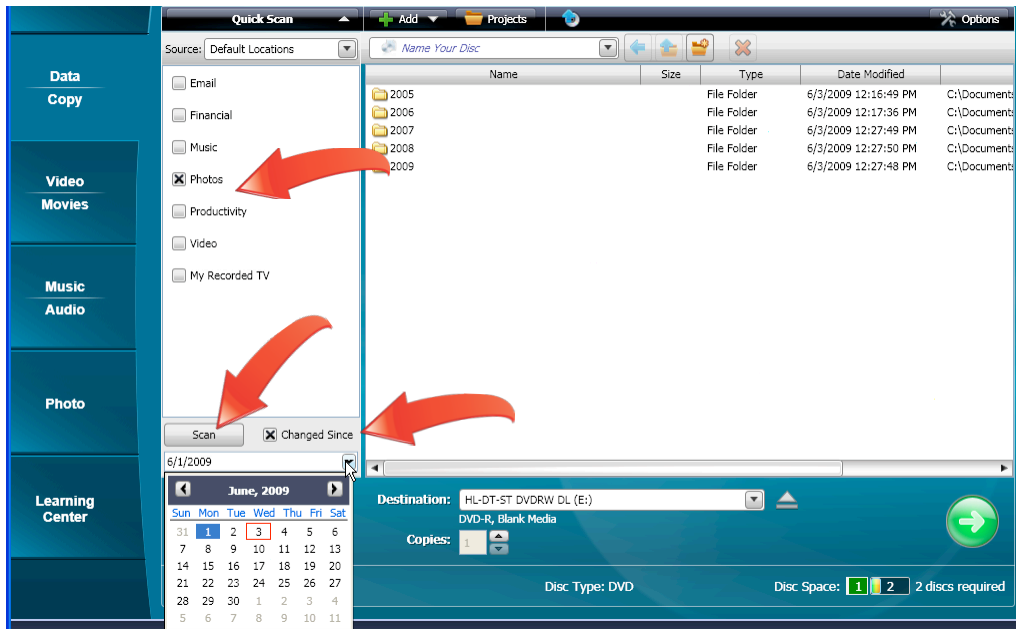 Quick Scan
Add
Projects
Options
Source: Default Locations
Name Your Disc
Data
Copy
Video
Movies
Music
Audio
Photo
Learning
Center
Email
Financial
Music
Photos
Productivity
Video
My Recorded TV
Scan
Changed Since
6/1/2009
Name Size Type Date Modified
2005 File Folder 6/3/2009 12:16:49 PM C:\Documents
2006 File Folder 6/3/2009 12:17:36 PM C:\Documents
2007 File Folder 6/3/2009 12:27:49 PM C:\Documents
2008 File Folder 6/3/2009 12:27:50 PM C:\Documents
2009 File Folder 6/3/2009 12:27:48 PM C:\Documents
June, 2009
Sun Mon Tue Wed Thu Fri Sat
31 1 2 3 4 5 6
7 8 9 10 11 12 13
14 15 16 17 18 19 20
21 22 23 24 25 26 27
28 29 30 1 2 3 4
5 6 7 8 9 10 11
Destination: HL-DT-ST DVDRW DL (E:)
DVD-R, Blank Media
Copies: 1
Disc Type: DVD
Disc Space: 1 2 2 discs required